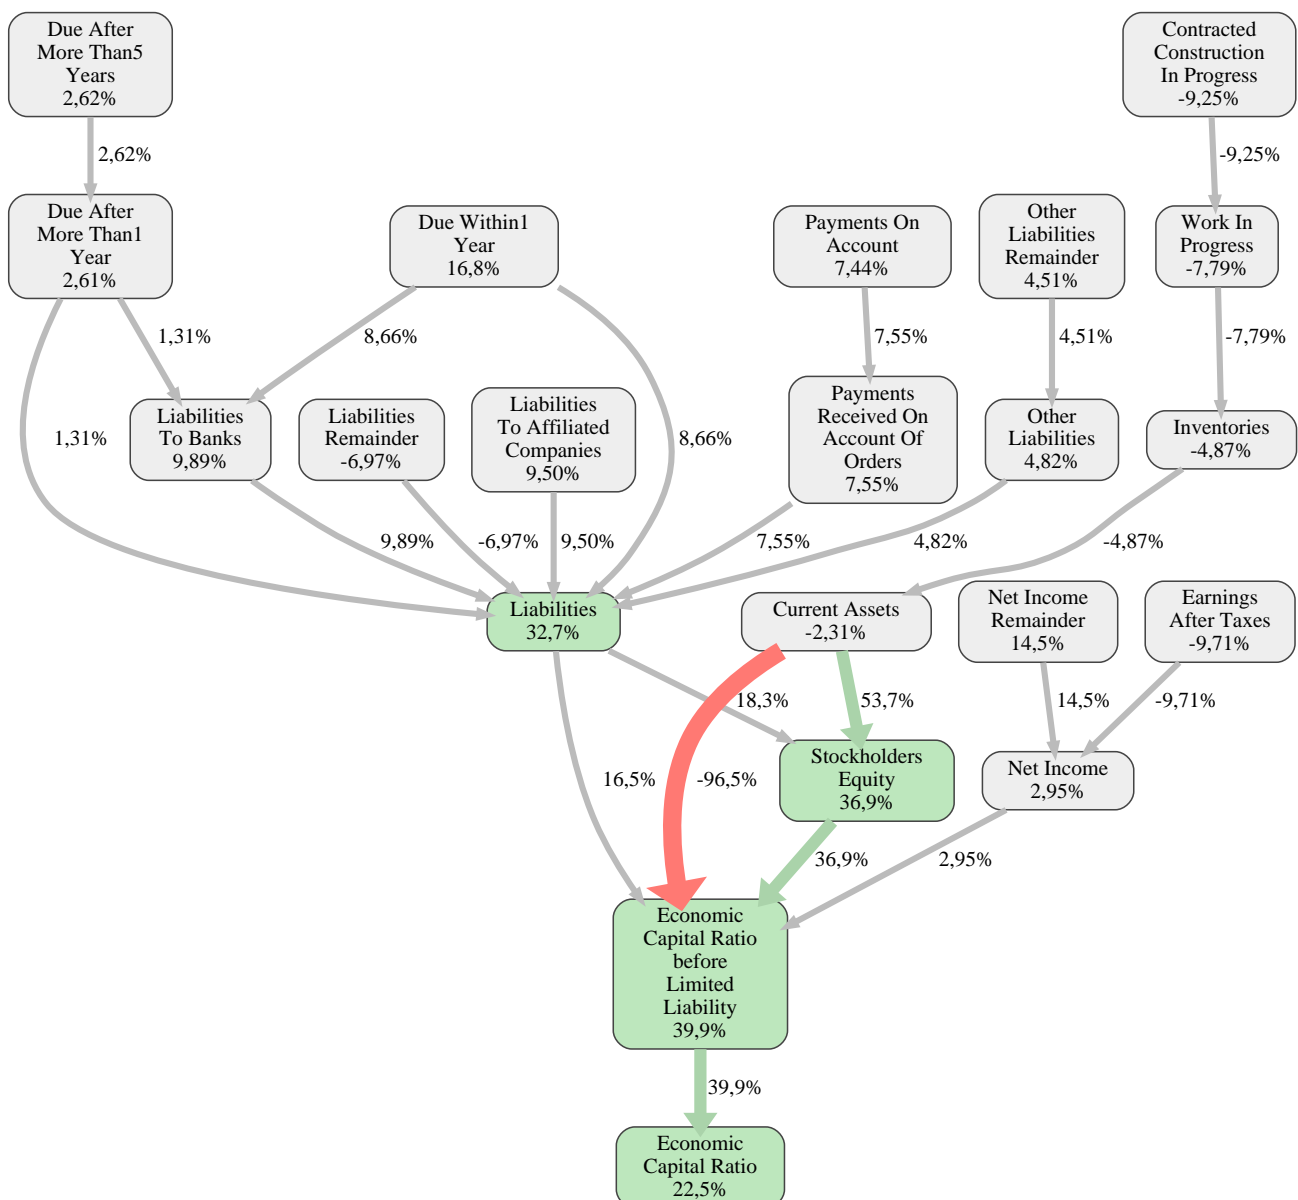 Due After
More Than5
Years
2,62%
Contracted
Construction
In Progress
-9,25%
2,62%
-9,25%
Due After
More Than1
Year
2,61%
Due Within1
Year
16,8%
Payments On
Account
7,44%
Other
Liabilities
Remainder
4,51%
Work In
Progress
-7,79%
1,31%
8,66%
7,55%
4,51%
-7,79%
Liabilities
To Banks
9,89%
Liabilities
Remainder
-6,97%
Liabilities
To Affiliated
Companies
9,50%
Payments
Received On
Account Of
Orders
7,55%
Other
Liabilities
4,82%
Inventories
-4,87%
1,31%
8,66%
9,89%
-6,97%
9,50%
7,55%
4,82%
-4,87%
Liabilities
32,7%
Current Assets
-2,31%
Net Income
Remainder
14,5%
Earnings
After Taxes
-9,71%
18,3%
53,7%
14,5%
-9,71%
Stockholders
Equity
36,9%
Net Income
2,95%
16,5%
-96,5%
36,9%
2,95%
Economic
Capital Ratio
before
Limited
Liability
39,9%
39,9%
Economic
Capital Ratio
22,5%